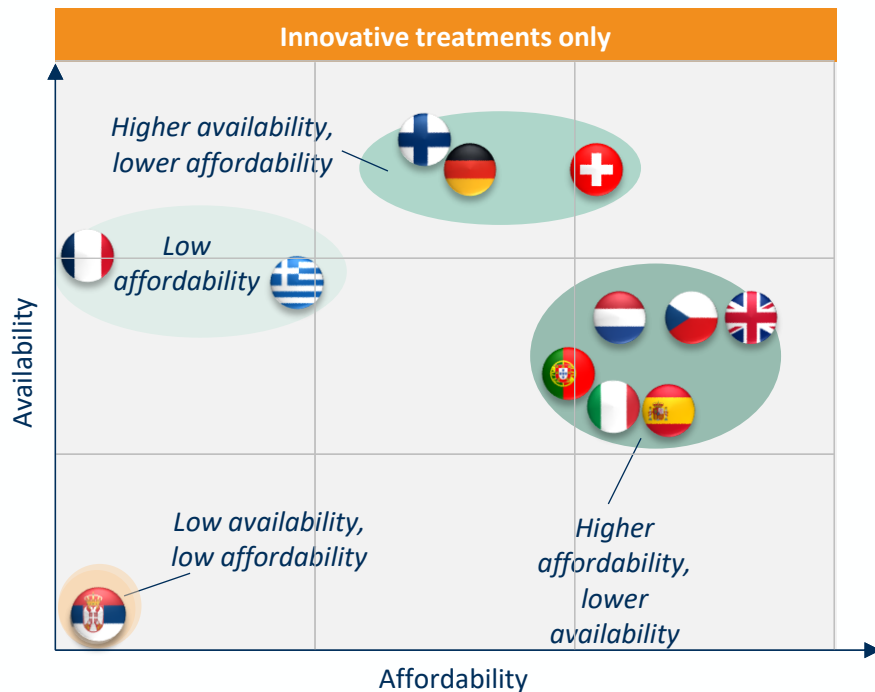 Innovative treatments only
Higher availability,
lower affordability
Low
affordability
Availability
Low availability,
low affordability
Higher
affordability,
lower
availability
Affordability